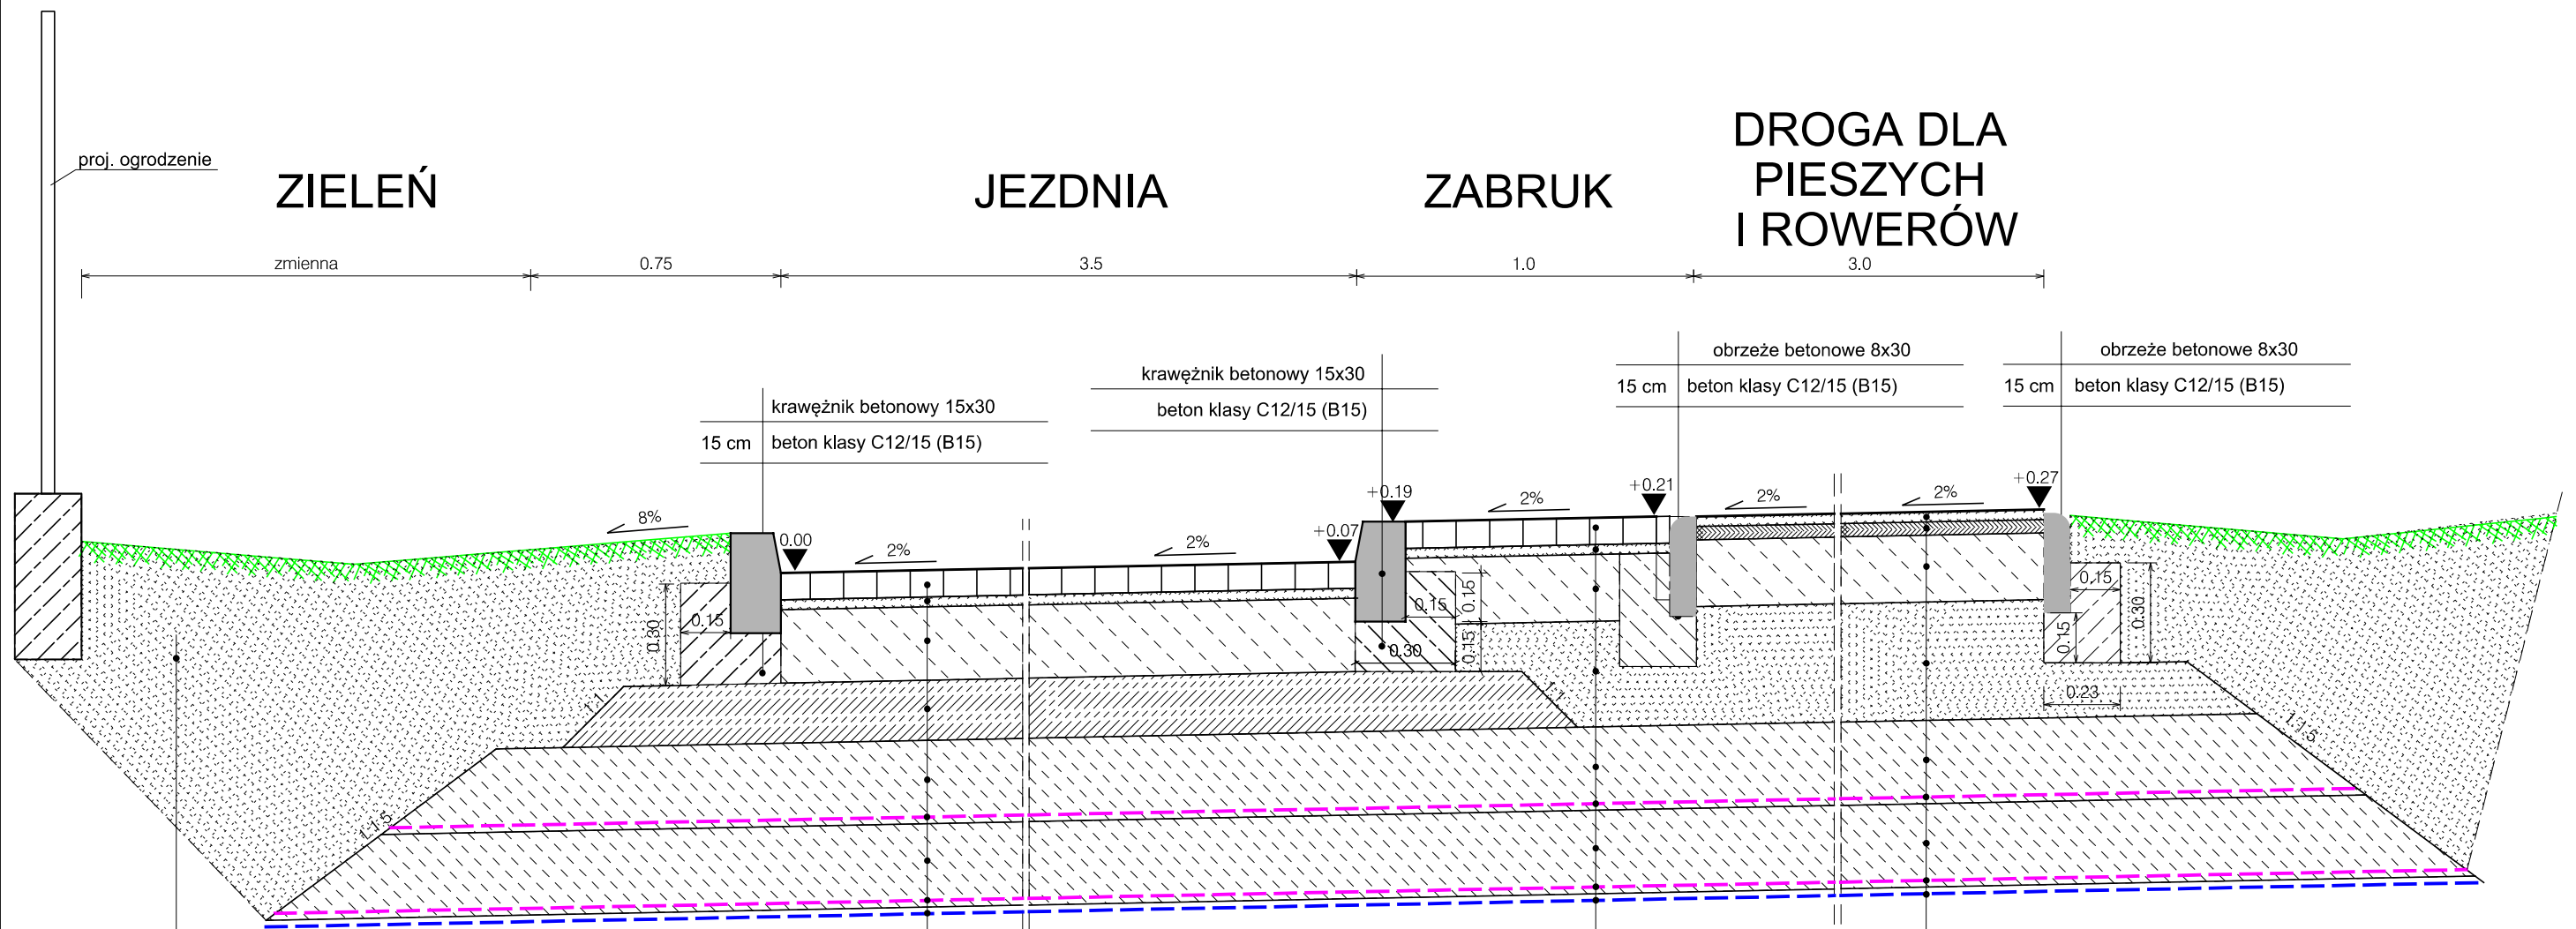 DROGA DLA
PIESZYCH
I ROWERÓW
proj. ogrodzenie
ZIELEŃ
JEZDNIA
ZABRUK
zmienna
0.75
3.5
1.0
3.0
obrzeże betonowe 8x30
15 cm
beton klasy C12/15 (B15)
obrzeże betonowe 8x30
15 cm
beton klasy C12/15 (B15)
krawężnik betonowy 15x30
beton klasy C12/15 (B15)
krawężnik betonowy 15x30
15 cm
beton klasy C12/15 (B15)
8%
0.00
2%
2%
+0.07
+0.19
2%
+0.21
2%
2%
+0.27
0.30
0.15
0.15
0.15
0.15
0.30
0.15
0.30
0.15
0.23
1:1
1:1
1:1.5
1:1.5